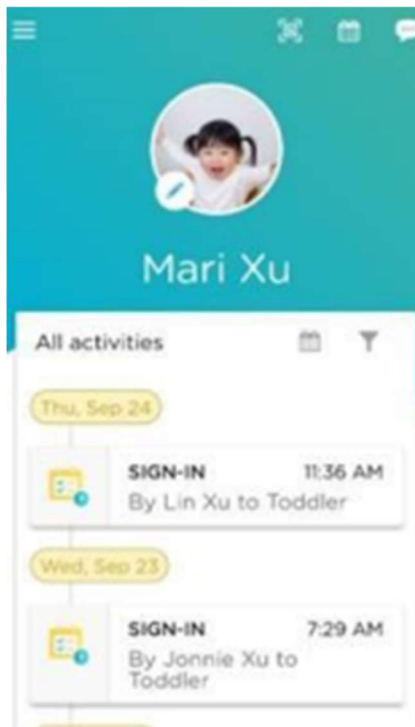 Mari Xu
All activities
Thu, Sep 24
SIGN-IN 11:36 AM
By Lin Xu to Toddler
Wed, Sep 23
SIGN-IN 7:29 AM
By Jonnie Xu to
Toddler